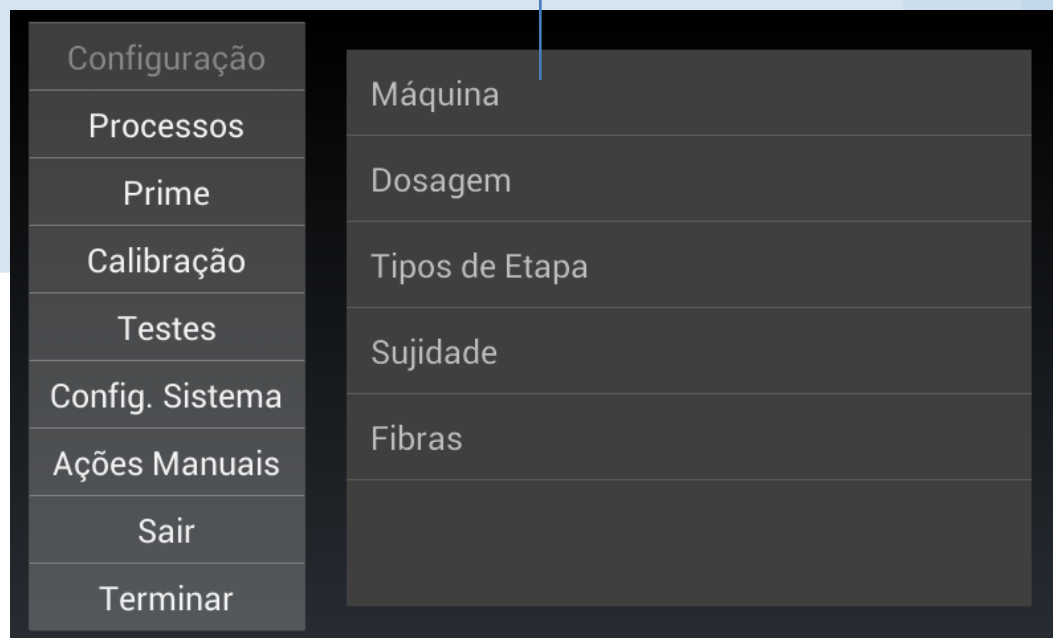 Configuração
Processos
Prime
Calibração
Testes
Config. Sistema
Ações Manuais
Sair
Terminar
Máquina
Dosagem
Tipos de Etapa
Sujidade
Fibras